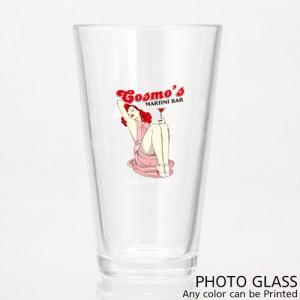 Cosmo's
MARTINI BAR
PHOTO GLASS
Any color can be Printed